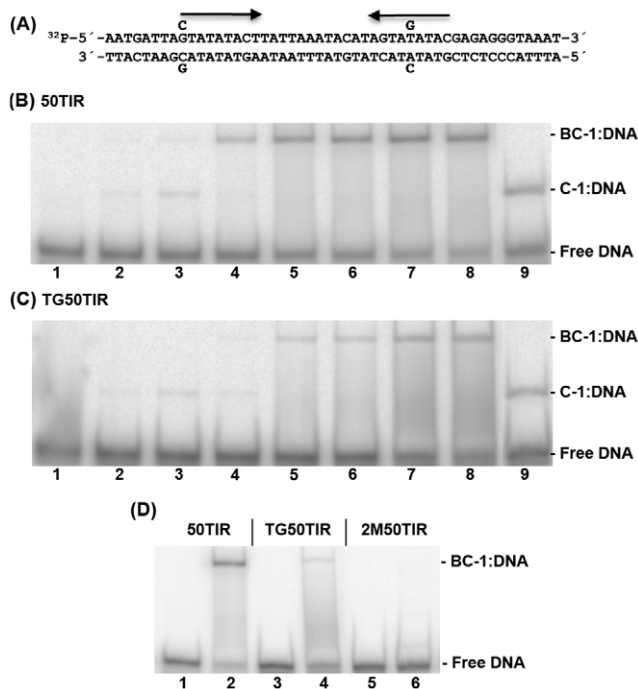 (A)
C G
³²P-5´-AATGATTAGTATATACTTATTAAATACATAGTATATACGAGAGGGTAAAT-3´
3´-TTACTAAGCATATATGAATAATTTATGTATCATATATGCTCTCCCATTTA-5´
G C
(B) 50TIR
- BC-1:DNA
- C-1:DNA
- Free DNA
1 2 3 4 5 6 7 8 9
(C) TG50TIR
- BC-1:DNA
- C-1:DNA
- Free DNA
1 2 3 4 5 6 7 8 9
(D)
50TIR TG50TIR 2M50TIR
- BC-1:DNA
- Free DNA
1 2 3 4 5 6